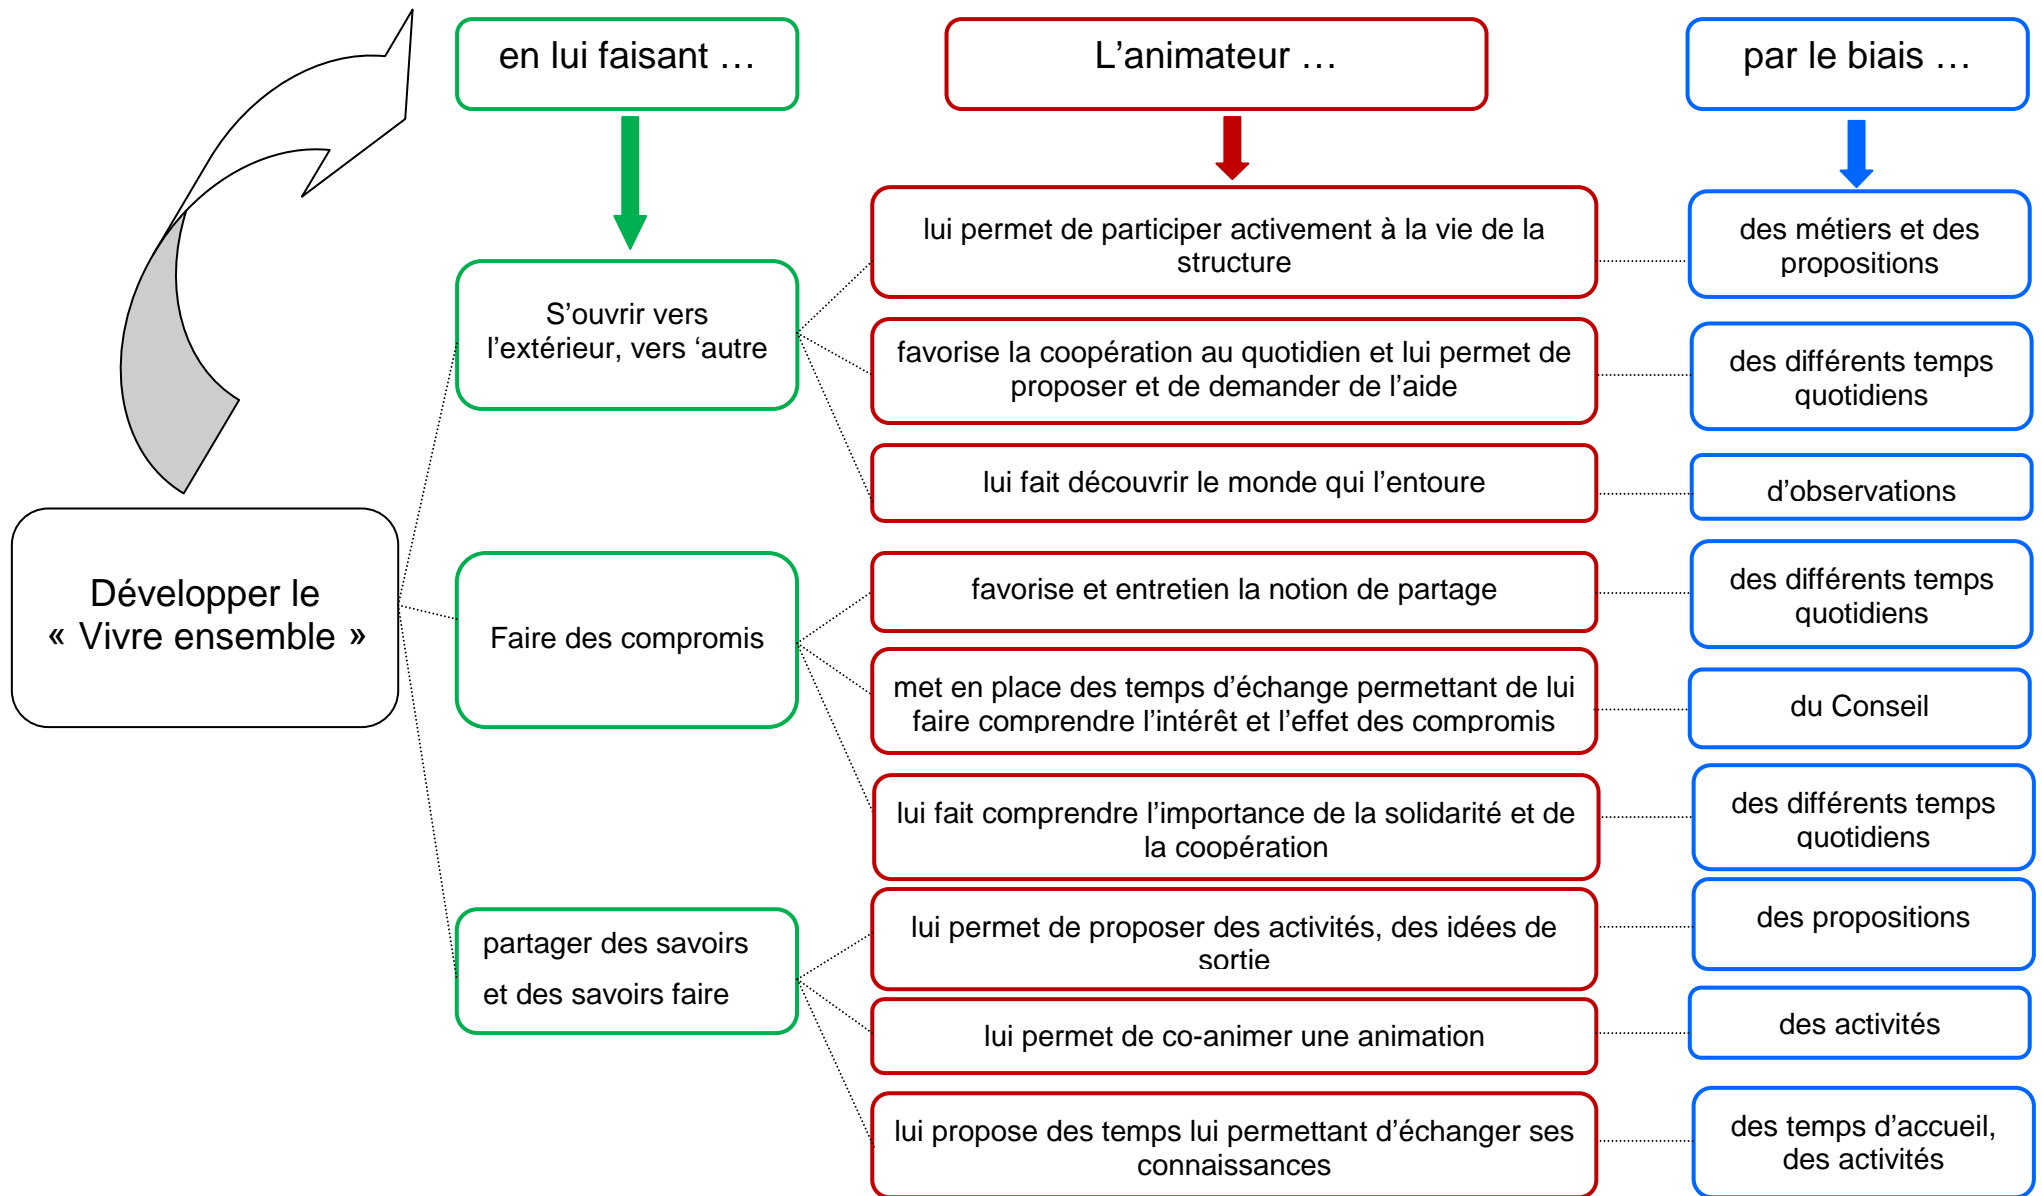 en lui faisant …
L'animateur …
par le biais …
lui permet de participer activement à la vie de la
structure
des métiers et des
propositions
S'ouvrir vers
l'extérieur, vers 'autre
favorise la coopération au quotidien et lui permet de
proposer et de demander de l'aide
des différents temps
quotidiens
lui fait découvrir le monde qui l'entoure
d'observations
Développer le
« Vivre ensemble »
Faire des compromis
favorise et entretien la notion de partage
des différents temps
quotidiens
met en place des temps d'échange permettant de lui
faire comprendre l'intérêt et l'effet des compromis
du Conseil
lui fait comprendre l'importance de la solidarité et de
la coopération
des différents temps
quotidiens
partager des savoirs
et des savoirs faire
lui permet de proposer des activités, des idées de
sortie
des propositions
lui permet de co-animer une animation
des activités
lui propose des temps lui permettant d'échanger ses
connaissances
des temps d'accueil,
des activités